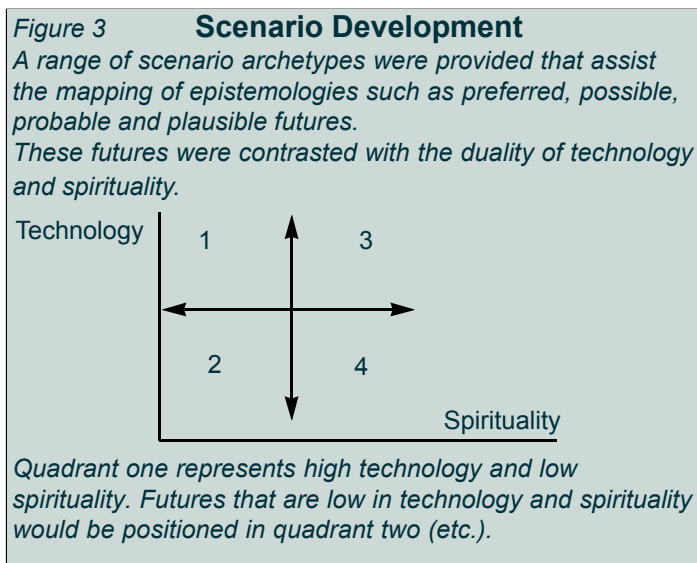 Figure 3 Scenario Development
A range of scenario archetypes were provided that assist
the mapping of epistemologies such as preferred, possible,
probable and plausible futures.
These futures were contrasted with the duality of technology
and spirituality.
Technology 1 3
2 4
Spirituality
Quadrant one represents high technology and low
spirituality. Futures that are low in technology and spirituality
would be positioned in quadrant two (etc.).